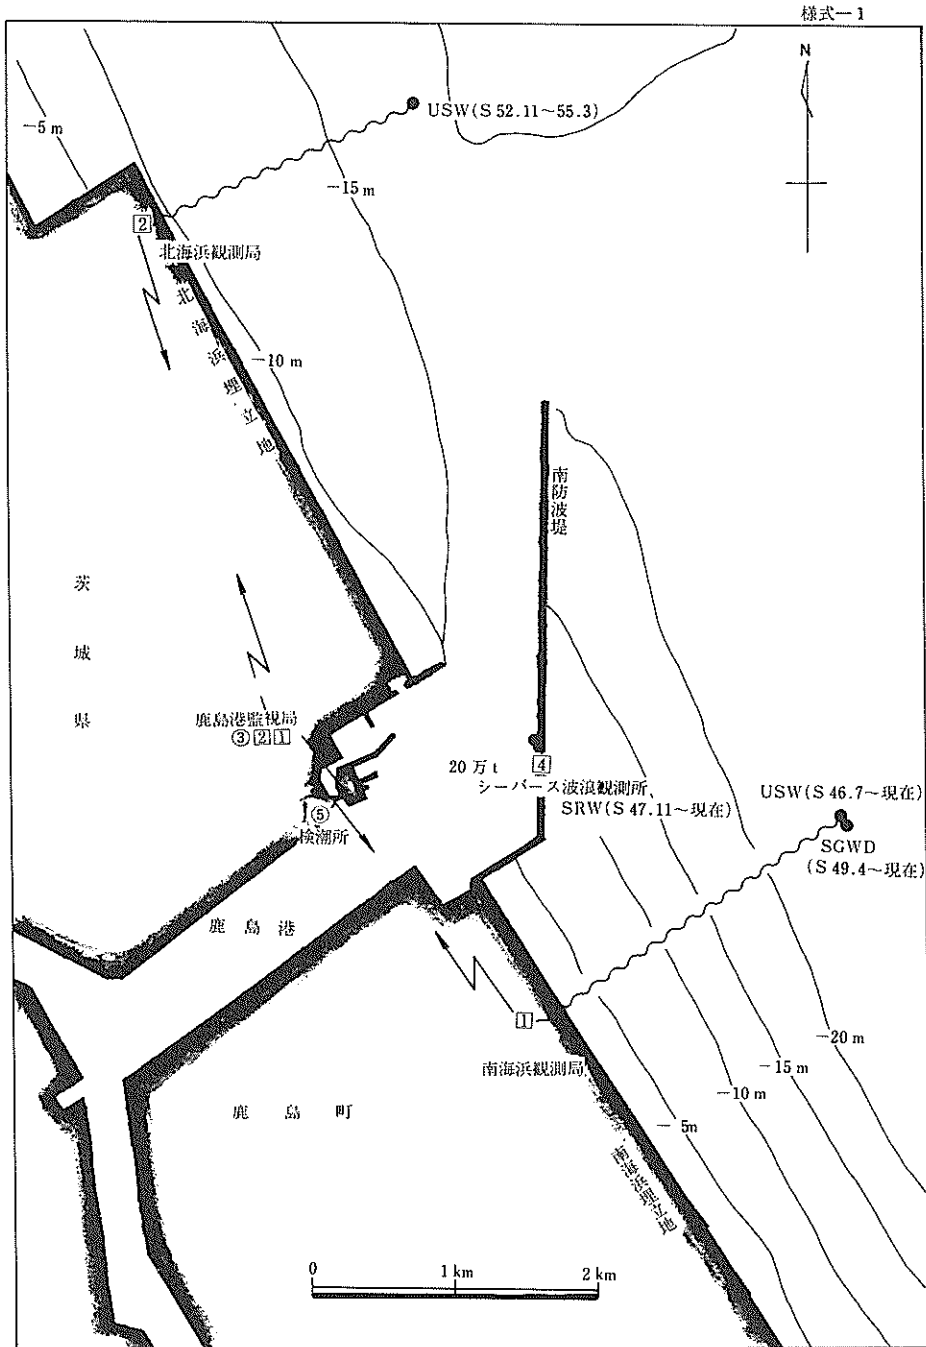 様式ー1
N
USW(S 52.11～55.3)
－5 m
－15 m
2
北海浜観測局
北海浜埋立地
－10 m
南防波堤
茨城県
鹿島港監視局
③ 2 1
20 万 t
4
シーバース波浪観測所、
SRW(S 47.11～現在)
USW(S 46.7～現在)
SGWD
(S 49.4～現在)
⑤
検潮所
鹿島港
1
南海浜観測局
－20 m
－15 m
－10 m
－5m
鹿島町
南海浜埋立地
0 1 km 2 km